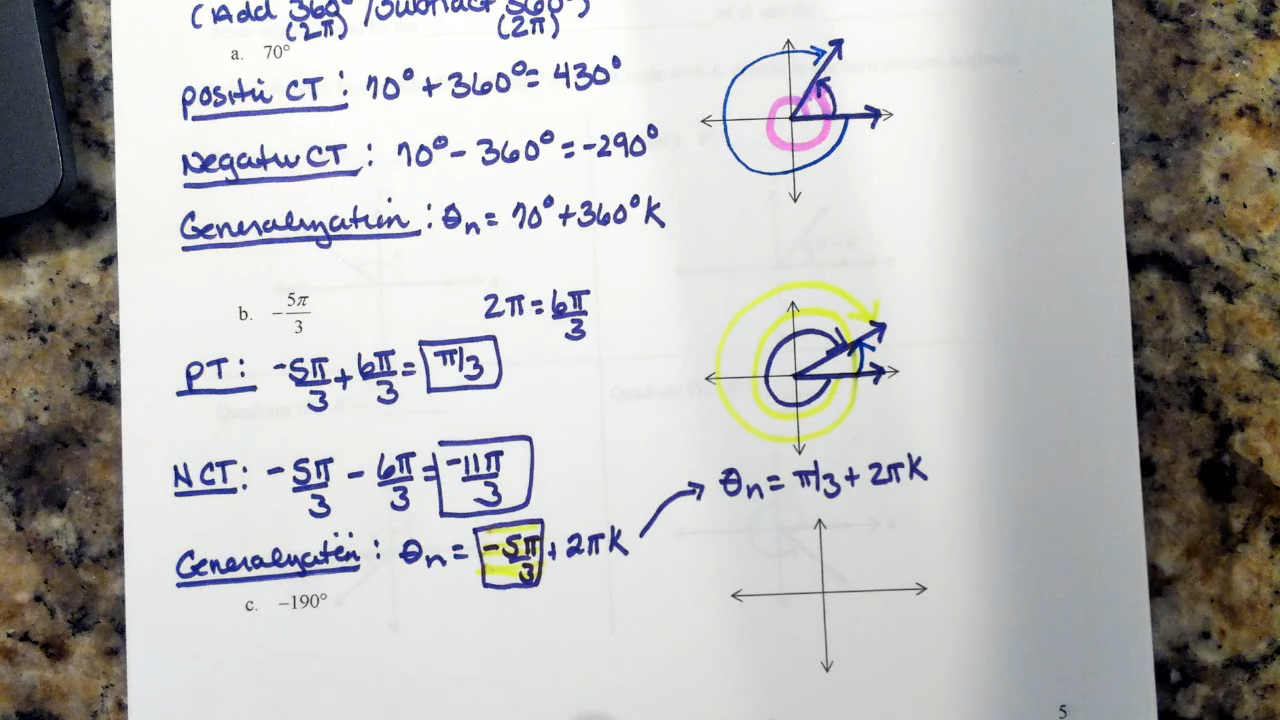 (Add 360° /Subtract 360°)
(2π) (2π)
a. 70°
positiv CT : 70° + 360° = 430°
Negativ CT : 70° - 360° = -290°
Generalization : θn = 70° + 360° K
b. -5π/3 2π = 6π/3
PT: -5π/3 + 6π/3 = π/3
NCT: -5π/3 - 6π/3 = -11π/3
θn = π/3 + 2πK
Generalization : θn = -5π/3 + 2πK
c. -190°
5